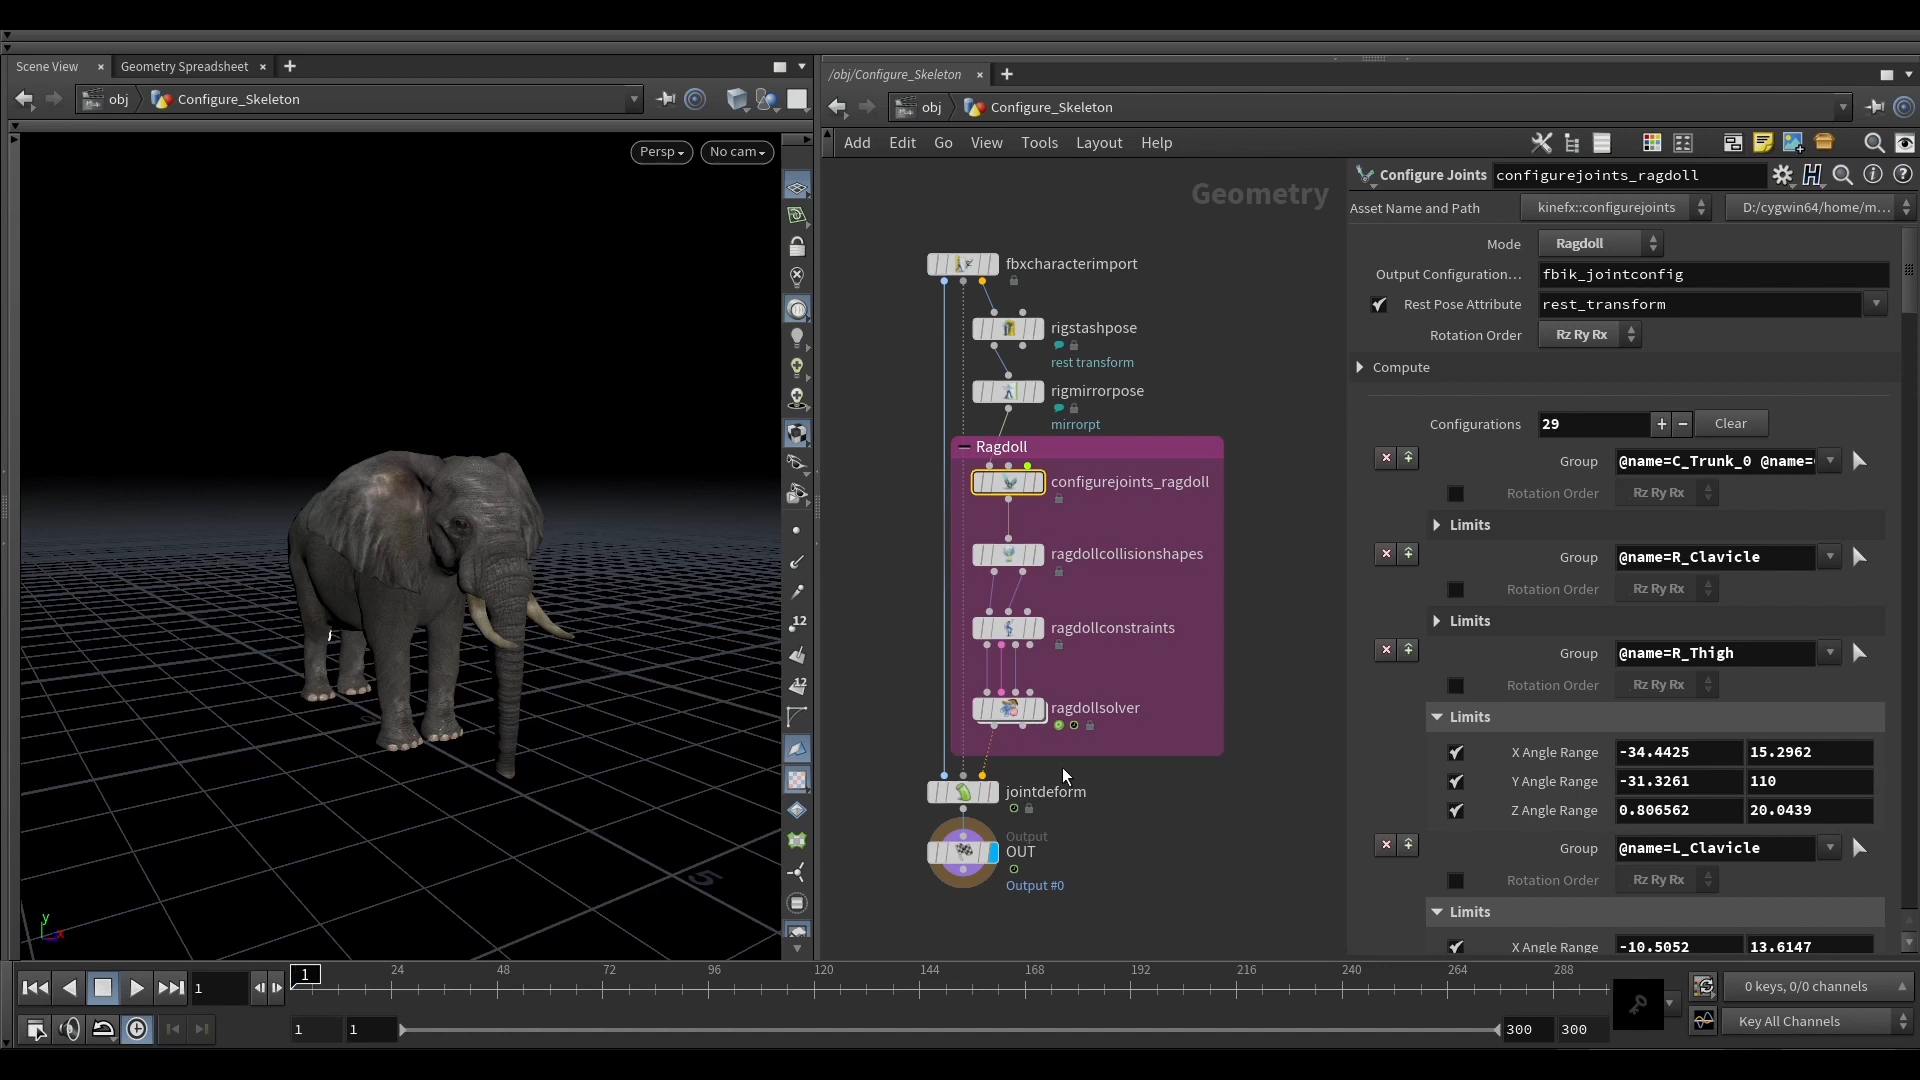 Scene View × Geometry Spreadsheet × +
obj Configure_Skeleton
Persp No cam
12
12
5
y
x
/obj/Configure_Skeleton × +
obj Configure_Skeleton
Add Edit Go View Tools Layout Help
Geometry
fbxcharacterimport
rigstashpose
rest transform
rigmirrorpose
mirrorpt
Ragdoll
configurejoints_ragdoll
ragdollcollisionshapes
ragdollconstraints
ragdollsolver
jointdeform
Output
OUT
Output #0
Configure Joints configurejoints_ragdoll
Asset Name and Path kinefx::configurejoints D:/cygwin64/home/m...
Mode Ragdoll
Output Configuration... fbik_jointconfig
Rest Pose Attribute rest_transform
Rotation Order Rz Ry Rx
Compute
Configurations 29 + − Clear
Group @name=C_Trunk_0 @name=
Rotation Order Rz Ry Rx
Limits
Group @name=R_Clavicle
Rotation Order Rz Ry Rx
Limits
Group @name=R_Thigh
Rotation Order Rz Ry Rx
Limits
X Angle Range -34.4425 15.2962
Y Angle Range -31.3261 110
Z Angle Range 0.806562 20.0439
Group @name=L_Clavicle
Rotation Order Rz Ry Rx
Limits
X Angle Range -10.5052 13.6147
1 1 24 48 72 96 120 144 168 192 216 240 264 288
0 keys, 0/0 channels
1 1 300 300
Key All Channels